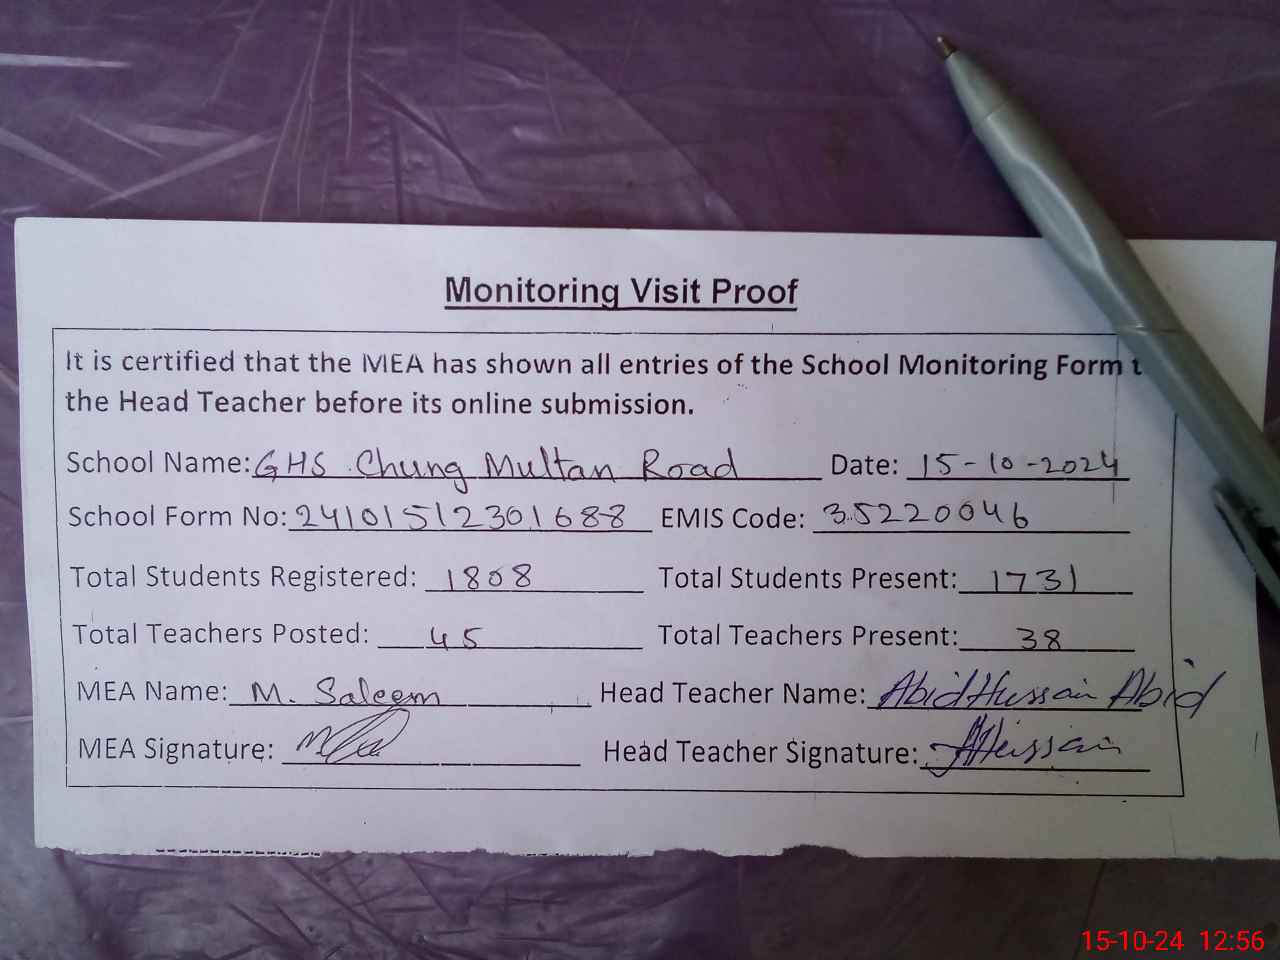 Monitoring Visit Proof
It is certified that the MEA has shown all entries of the School Monitoring Form t
the Head Teacher before its online submission.
School Name: GHS Chung Multan Road Date: 15-10-2024
School Form No: 24101512301688 EMIS Code: 35220046
Total Students Registered: 1808 Total Students Present: 1731
Total Teachers Posted: 45 Total Teachers Present: 38
MEA Name: M. Saleem Head Teacher Name: Abid Hussain Abid
MEA Signature: Head Teacher Signature: AHussain
15-10-24 12:56